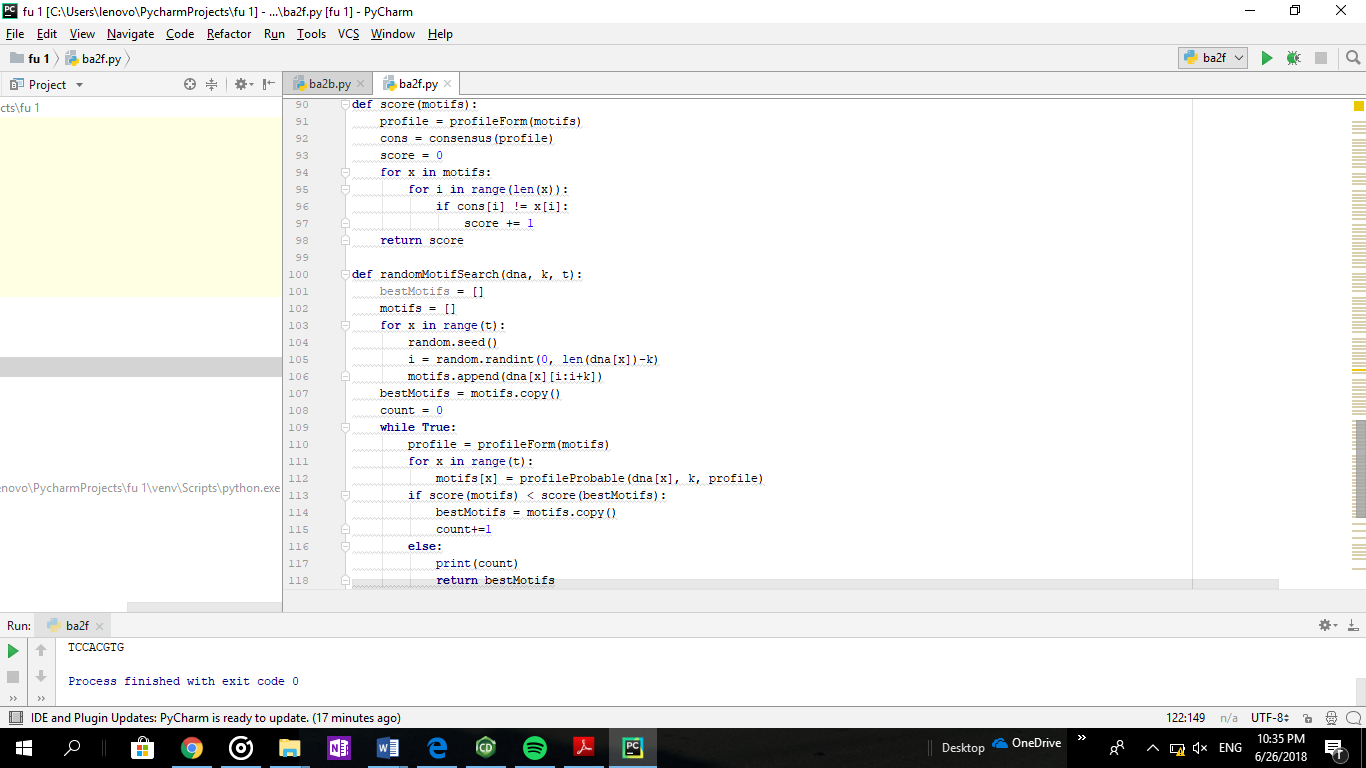 PC fu 1 [C:\Users\lenovo\PycharmProjects\fu 1] - ...\ba2f.py [fu 1] - PyCharm
File Edit View Navigate Code Refactor Run Tools VCS Window Help
fu 1 ba2f.py ba2f
Project ba2b.py ba2f.py
cts\fu 1
90 def score(motifs):
91 profile = profileForm(motifs)
92 cons = consensus(profile)
93 score = 0
94 for x in motifs:
95 for i in range(len(x)):
96 if cons[i] != x[i]:
97 score += 1
98 return score
99
100 def randomMotifSearch(dna, k, t):
101 bestMotifs = []
102 motifs = []
103 for x in range(t):
104 random.seed()
105 i = random.randint(0, len(dna[x])-k)
106 motifs.append(dna[x][i:i+k])
107 bestMotifs = motifs.copy()
108 count = 0
109 while True:
110 profile = profileForm(motifs)
111 for x in range(t):
112 motifs[x] = profileProbable(dna[x], k, profile)
113 if score(motifs) < score(bestMotifs):
114 bestMotifs = motifs.copy()
115 count+=1
116 else:
117 print(count)
118 return bestMotifs
enovo\PycharmProjects\fu 1\venv\Scripts\python.exe
Run: ba2f
TCCACGTG
Process finished with exit code 0
IDE and Plugin Updates: PyCharm is ready to update. (17 minutes ago) 122:149 n/a UTF-8
Desktop OneDrive ENG 10:35 PM
6/26/2018